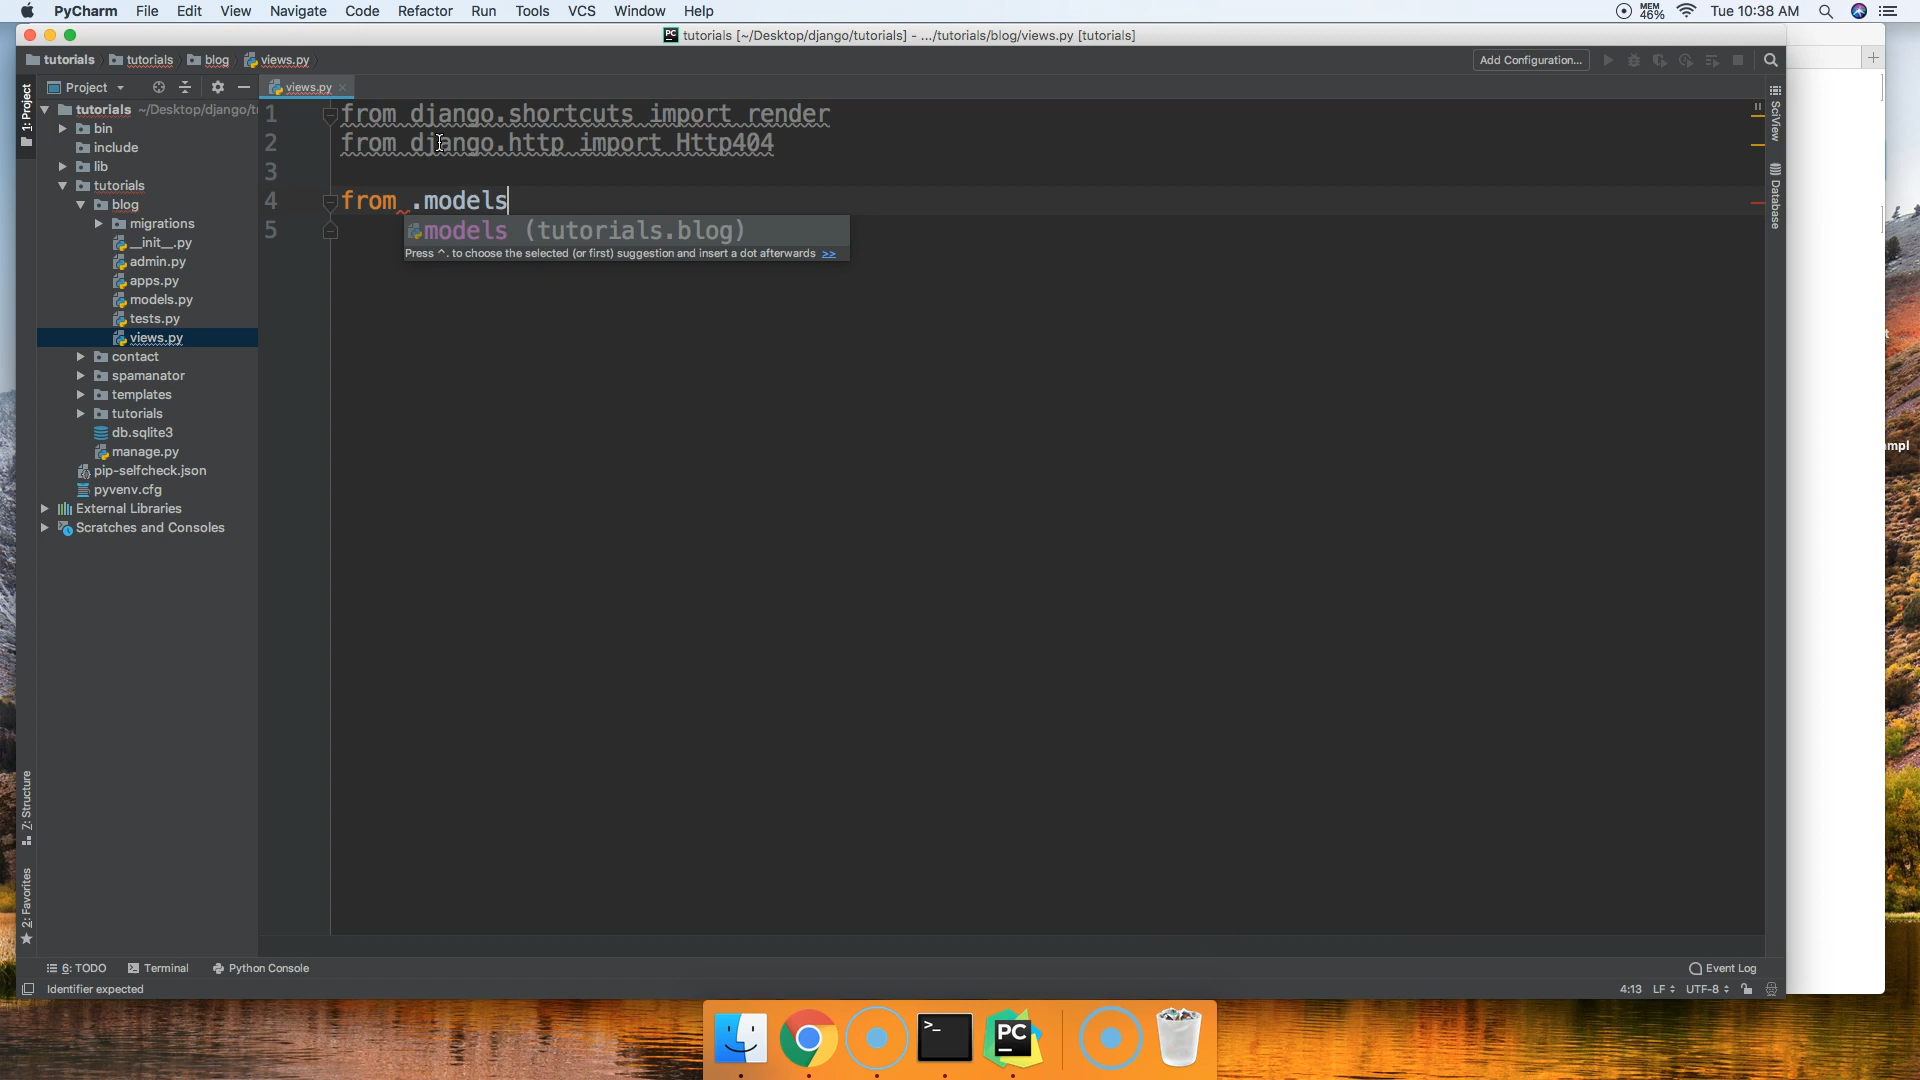 PyCharm File Edit View Navigate Code Refactor Run Tools VCS Window Help MEM 46% Tue 10:38 AM
PC tutorials [~/Desktop/django/tutorials] - .../tutorials/blog/views.py [tutorials]
tutorials tutorials blog views.py Add Configuration...
Project views.py
1: Project
tutorials ~/Desktop/django/t
bin
include
lib
tutorials
blog
migrations
__init__.py
admin.py
apps.py
models.py
tests.py
views.py
contact
spamanator
templates
tutorials
db.sqlite3
manage.py
pip-selfcheck.json
pyvenv.cfg
External Libraries
Scratches and Consoles
1 from django.shortcuts import render
2 from django.http import Http404
3
4 from .models
5
models (tutorials.blog)
Press ^. to choose the selected (or first) suggestion and insert a dot afterwards >>
SciView
Database
ampl
Z: Structure
2: Favorites
6: TODO Terminal Python Console Event Log
Identifier expected 4:13 LF UTF-8
>_ PC